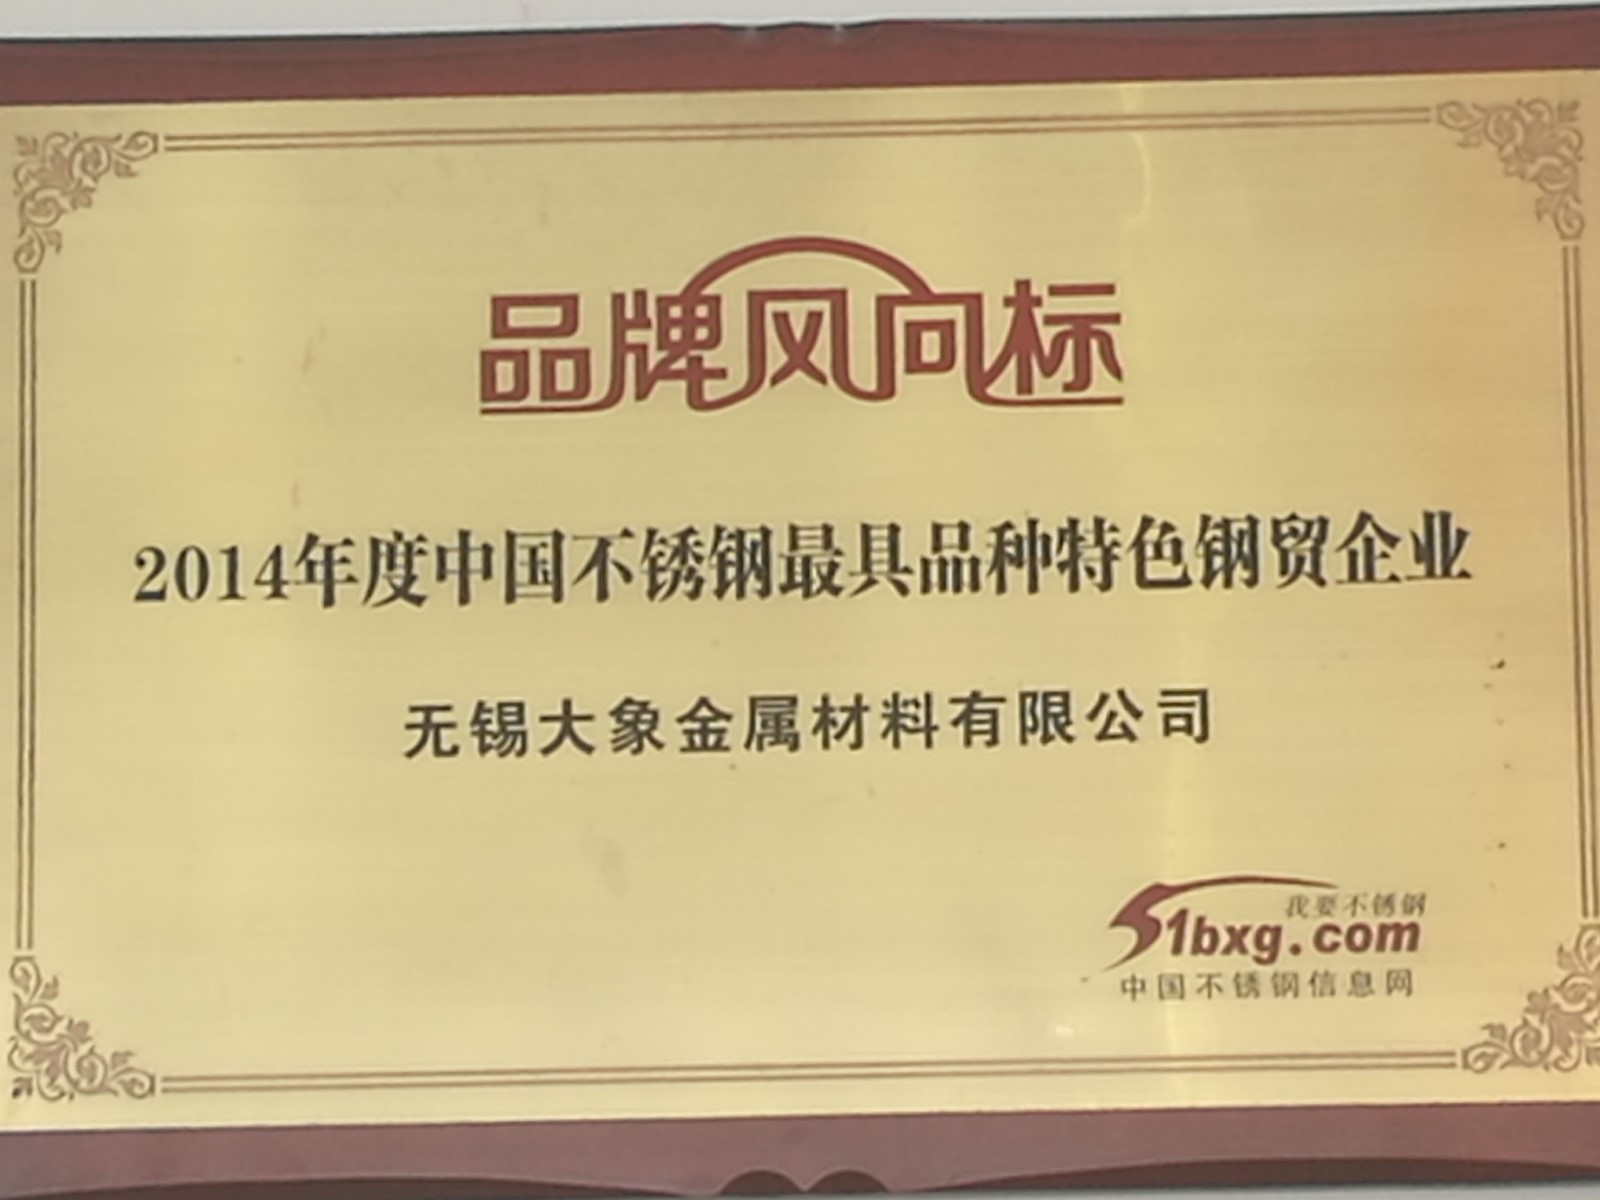 品牌风向标
2014年度中国不锈钢最具品种特色钢贸企业
无锡大象金属材料有限公司
我要不锈钢
51bxg.com
中国不锈钢信息网